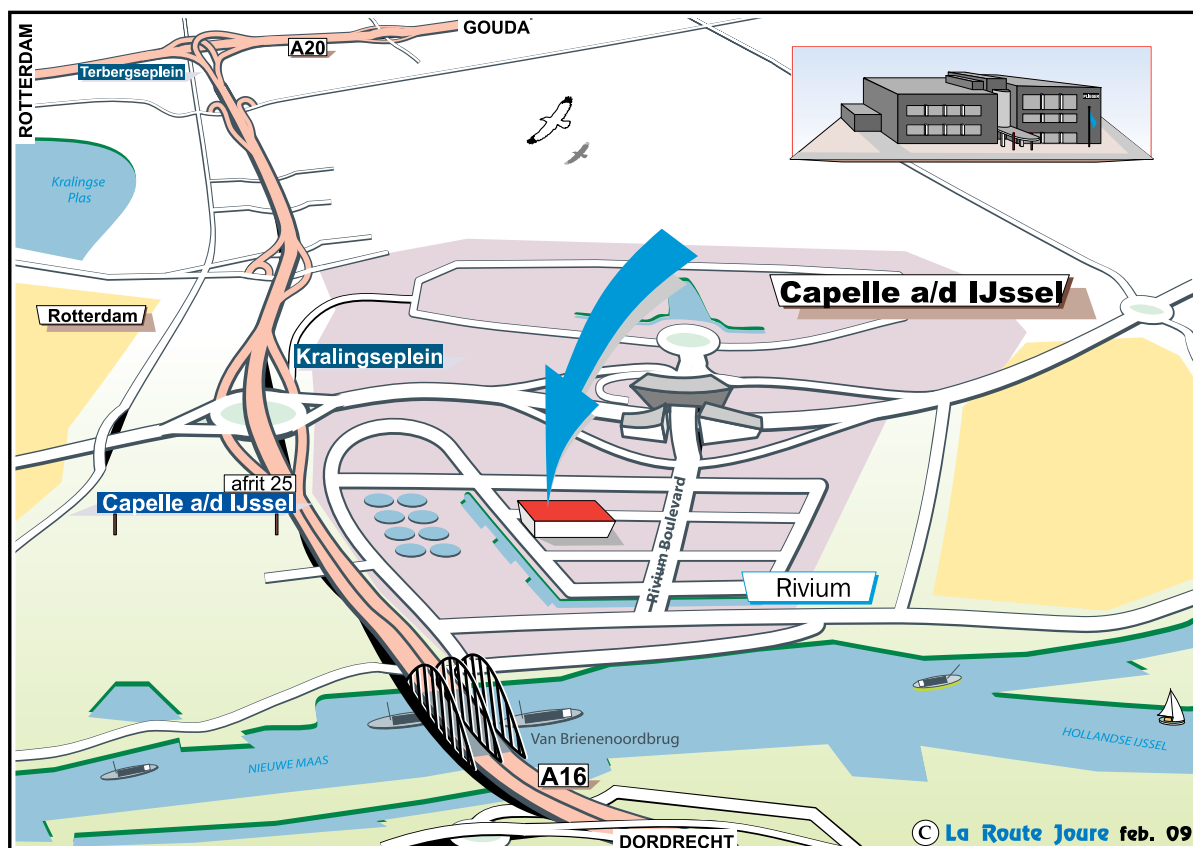 ROTTERDAM
GOUDA
A20
Terbergseplein
Kralingse
Plas
Capelle a/d IJssel
Rotterdam
Kralingseplein
afrit 25
Capelle a/d IJssel
Rivium Boulevard
Rivium
Van Brienenoordbrug
HOLLANDSE IJSSEL
NIEUWE MAAS
A16
DORDRECHT
© La Route Joure feb. 09